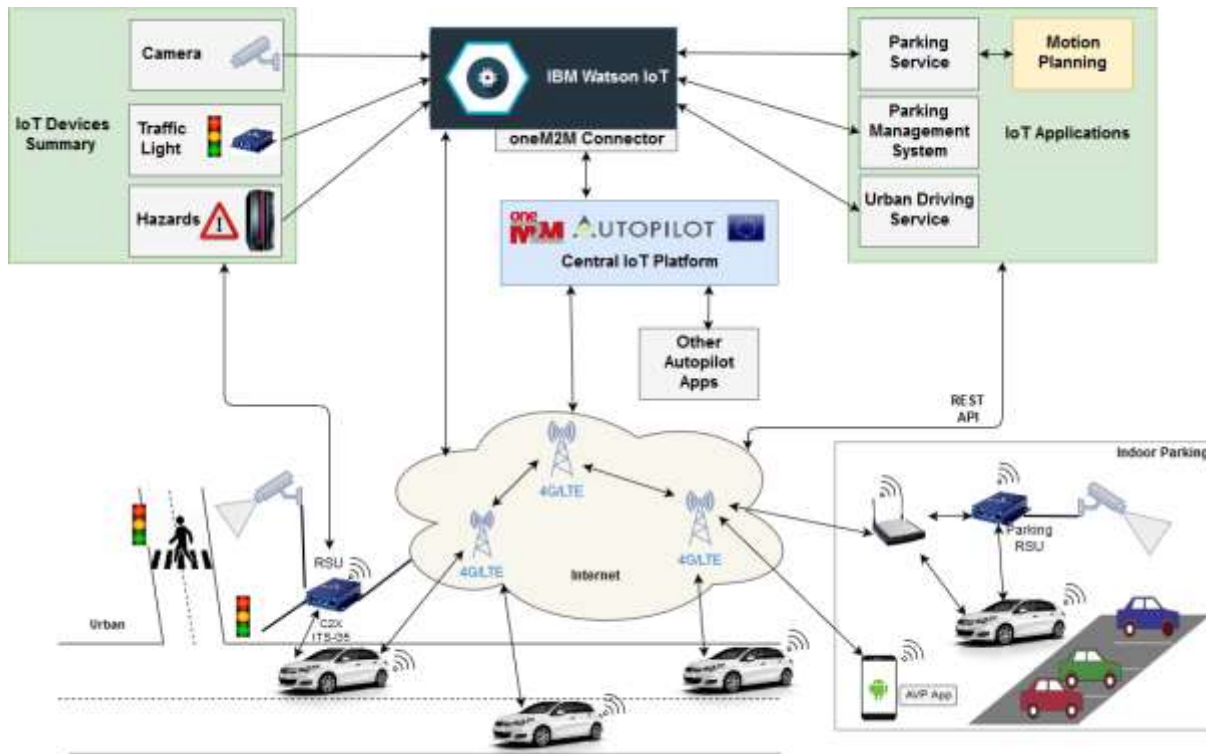 Camera
IoT Devices
Summary
Traffic
Light
Hazards
IBM Watson IoT
oneM2M Connector
one
M2M
AUTOPILOT
Central IoT Platform
Other
Autopilot
Apps
Parking
Service
Motion
Planning
Parking
Management
System
IoT Applications
Urban Driving
Service
REST
API
4G/LTE
4G/LTE
4G/LTE
Internet
RSU
C2X
ITS-G5
Urban
Indoor Parking
Parking
RSU
AVP App